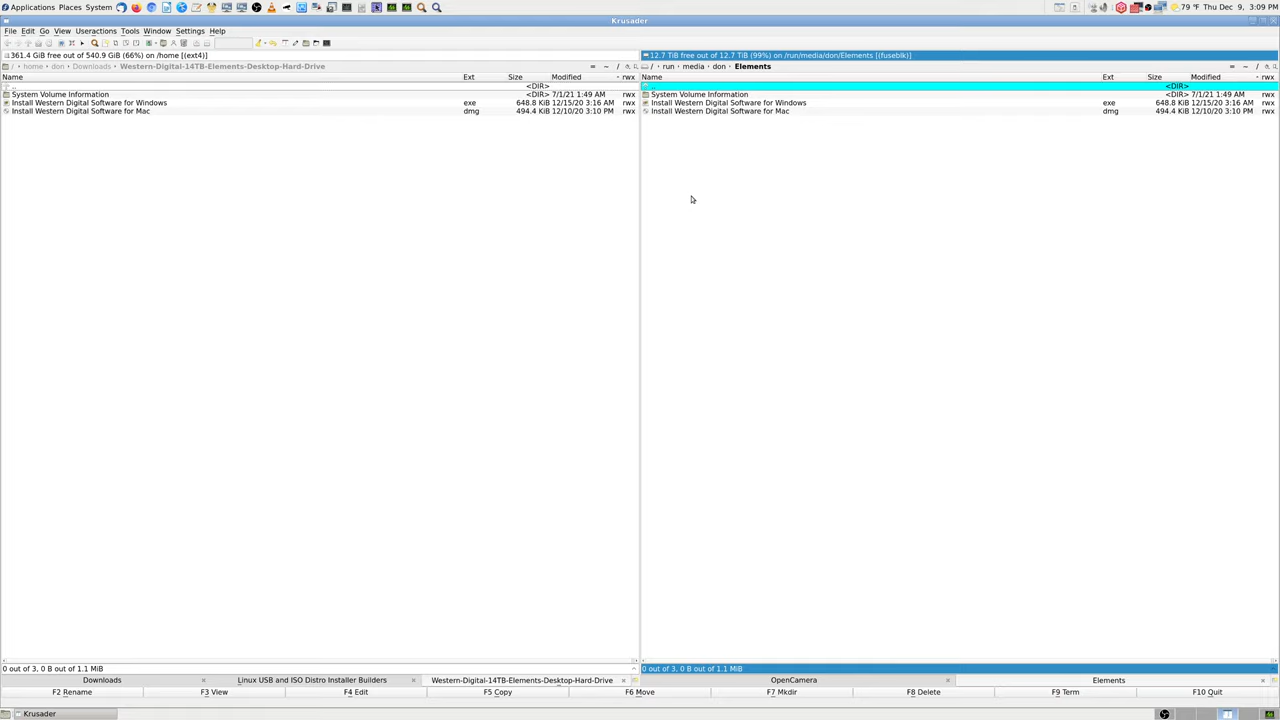 Applications Places System 79 °F Thu Dec 9, 3:09 PM
Krusader
File Edit Go View Useractions Tools Window Settings Help
361.4 GiB free out of 540.9 GiB (66%) on /home [(ext4)]
12.7 TiB free out of 12.7 TiB (99%) on /run/media/don/Elements [(fuseblk)]
/ home › don › Downloads › Western-Digital-14TB-Elements-Desktop-Hard-Drive = ~ /
/ › run › media › don › Elements = ~ /
Name Ext Size Modified rwx
Name Ext Size Modified rwx
.. <DIR>
.. <DIR>
System Volume Information <DIR> 7/1/21 1:49 AM rwx
System Volume Information <DIR> 7/1/21 1:49 AM rwx
Install Western Digital Software for Windows exe 648.8 KiB 12/15/20 3:16 AM rwx
Install Western Digital Software for Windows exe 648.8 KiB 12/15/20 3:16 AM rwx
Install Western Digital Software for Mac dmg 494.4 KiB 12/10/20 3:10 PM rwx
Install Western Digital Software for Mac dmg 494.4 KiB 12/10/20 3:10 PM rwx
0 out of 3, 0 B out of 1.1 MiB
0 out of 3, 0 B out of 1.1 MiB
Downloads Linux USB and ISO Distro Installer Builders Western-Digital-14TB-Elements-Desktop-Hard-Drive OpenCamera Elements
F2 Rename F3 View F4 Edit F5 Copy F6 Move F7 Mkdir F8 Delete F9 Term F10 Quit
Krusader